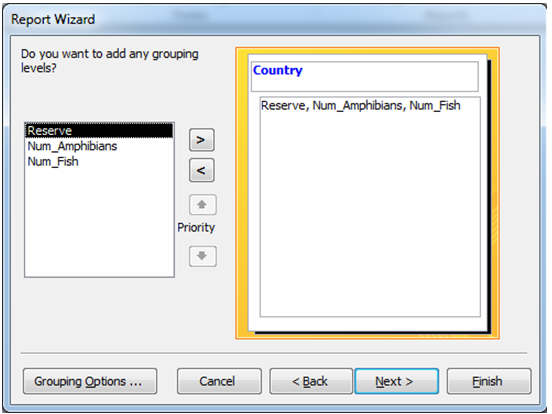 Report Wizard
Do you want to add any grouping
levels?
Reserve
Num_Amphibians
Num_Fish
>
<
Priority
Country
Reserve, Num_Amphibians, Num_Fish
Grouping Options ...
Cancel
< Back
Next >
Finish